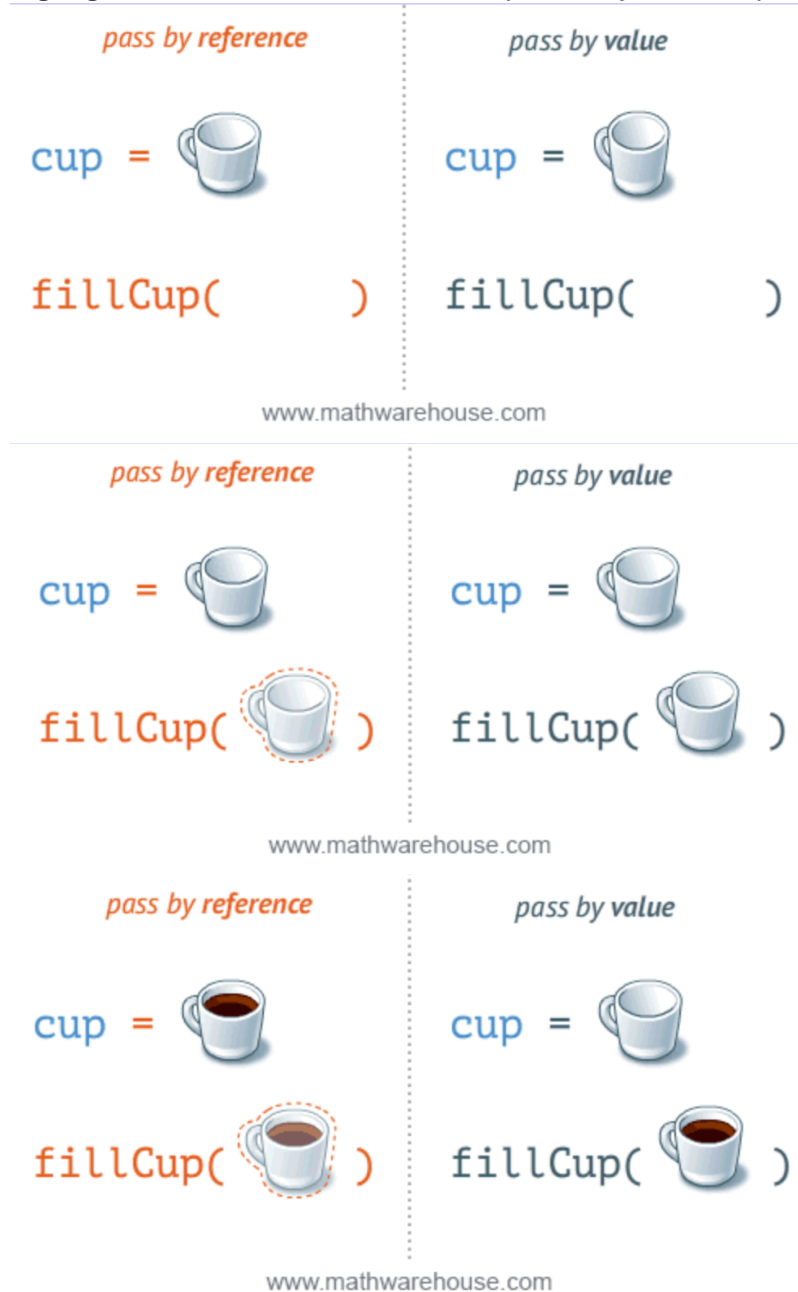 pass by reference
pass by value
cup =
cup =
fillCup( )
fillCup( )
www.mathwarehouse.com
pass by reference
pass by value
cup =
cup =
fillCup( )
fillCup( )
www.mathwarehouse.com
pass by reference
pass by value
cup =
cup =
fillCup( )
fillCup( )
www.mathwarehouse.com